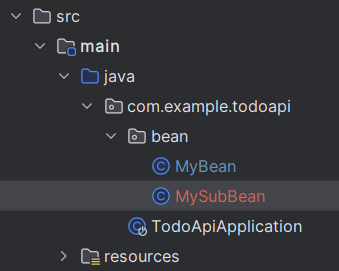 src
main
java
com.example.todoapi
bean
MyBean
MySubBean
TodoApiApplication
resources